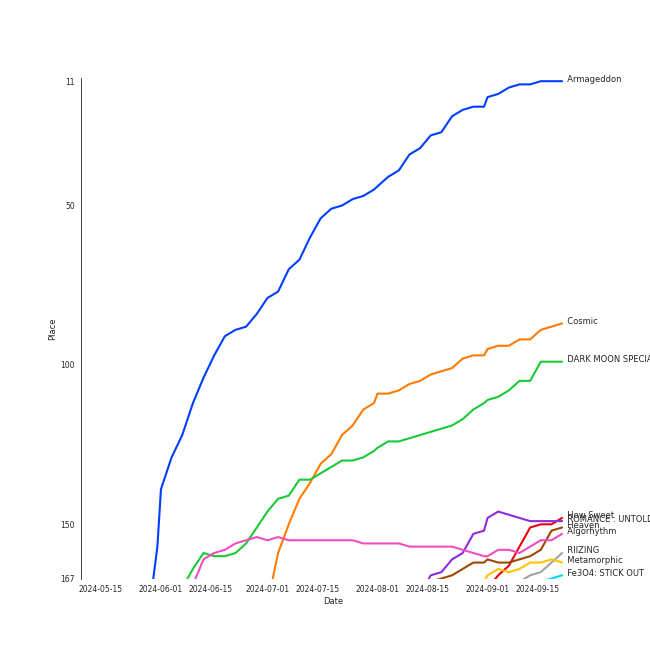 11
Armageddon
50
Place
Cosmic
DARK MOON SPECIA
100
How Sweet
ROMANCE : UNTOLD
150
Heaven
Algorhythm
RIIZING
Metamorphic
Fe3O4: STICK OUT
167
2024-05-15 2024-06-01 2024-06-15 2024-07-01 2024-07-15 2024-08-01 2024-08-15 2024-09-01 2024-09-15
Date